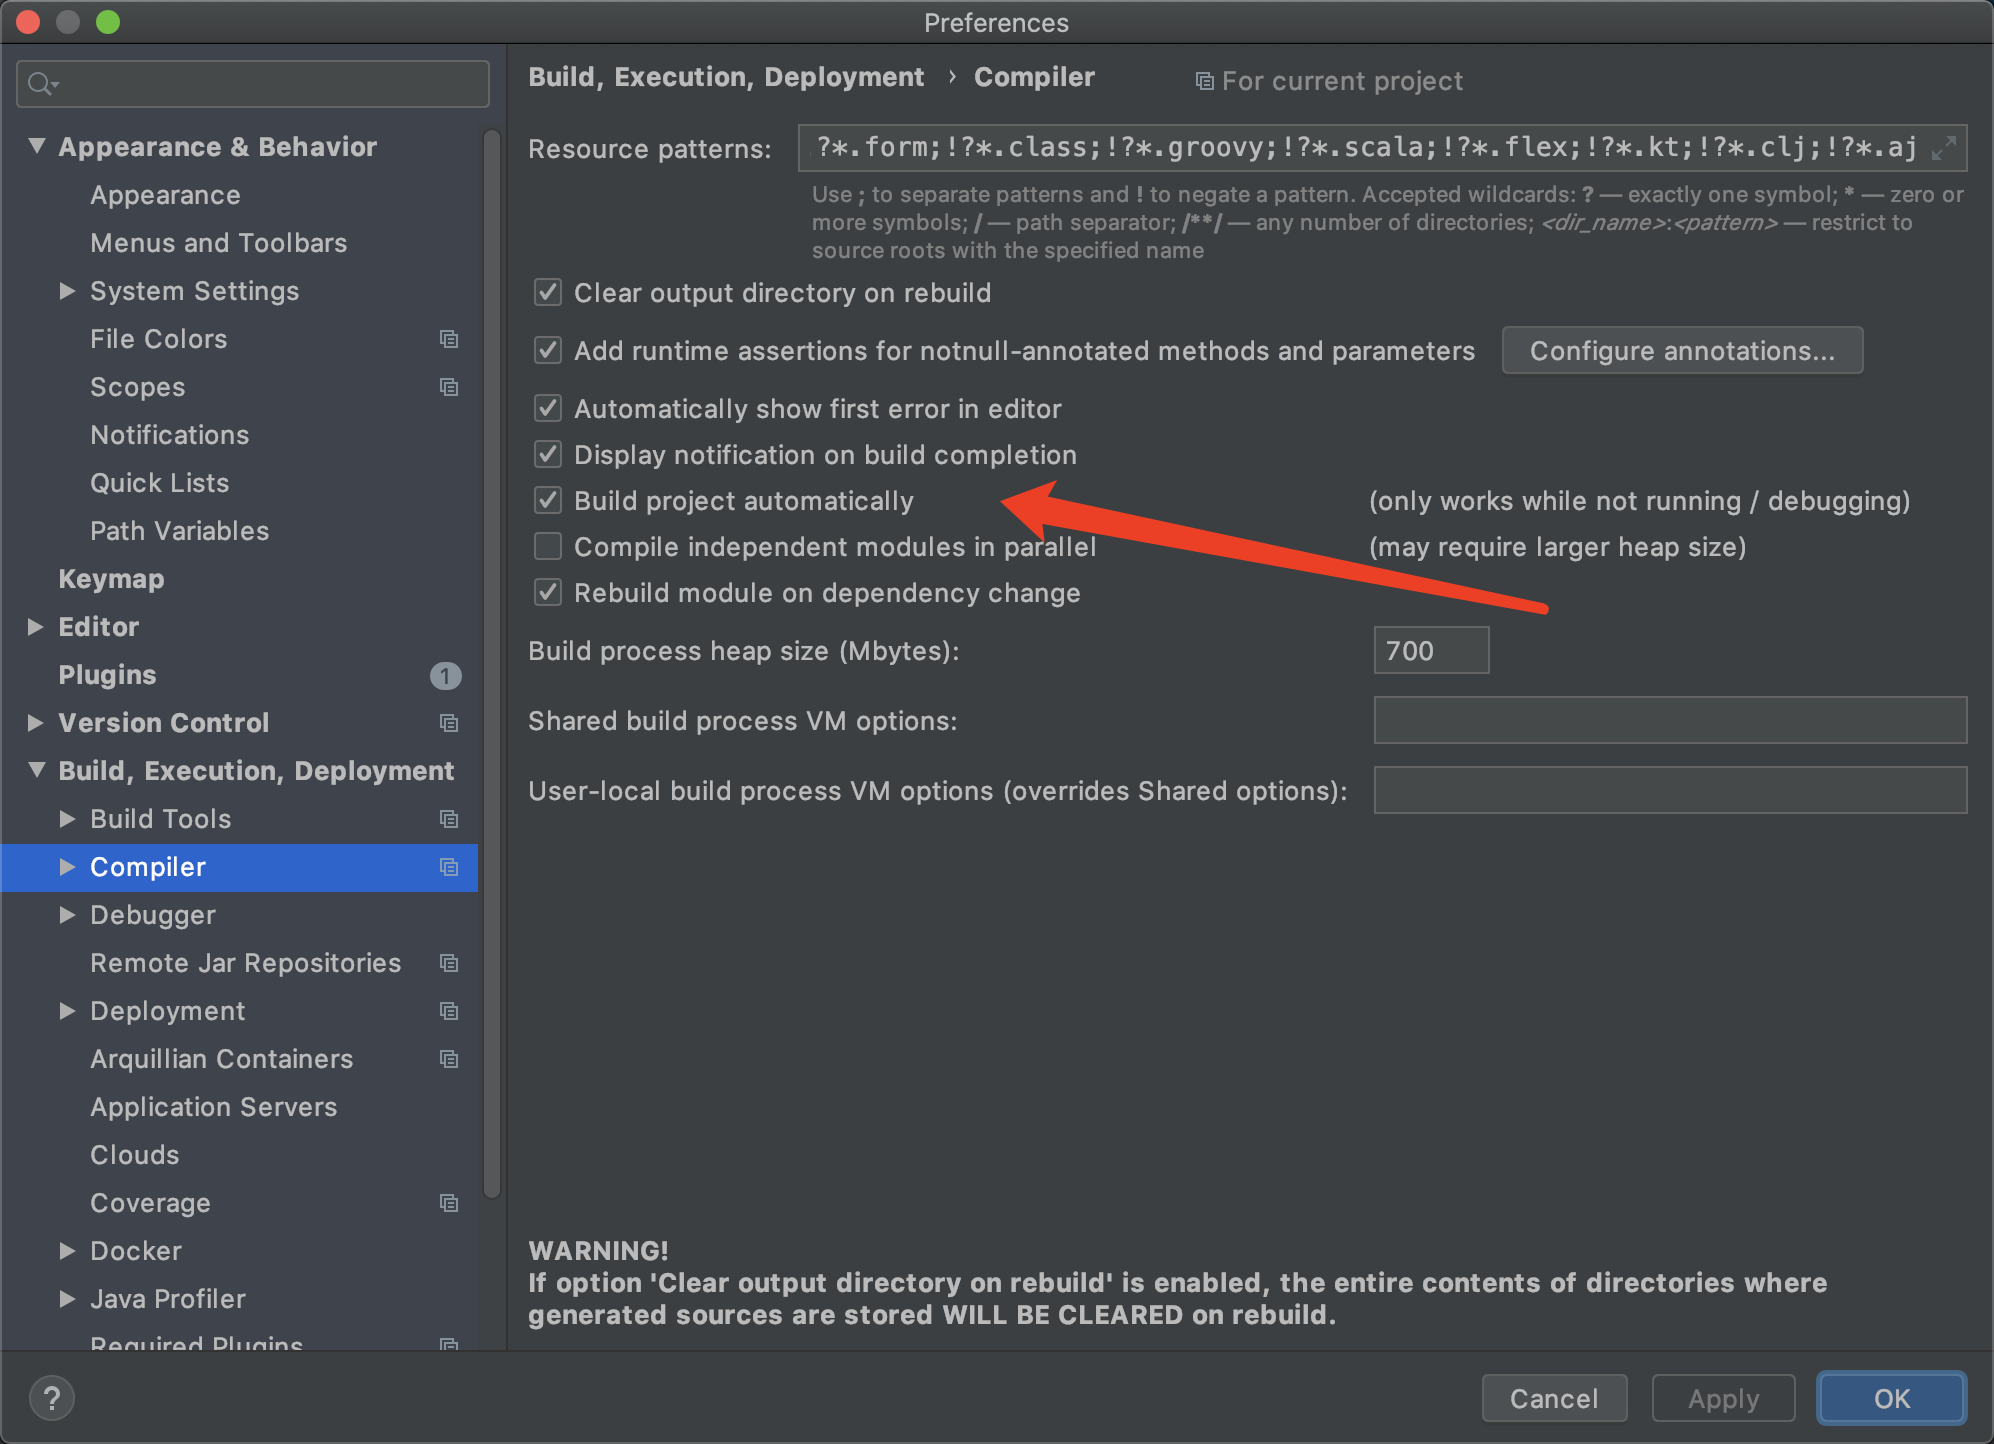 Preferences
Appearance & Behavior
Appearance
Menus and Toolbars
System Settings
File Colors
Scopes
Notifications
Quick Lists
Path Variables
Keymap
Editor
Plugins 1
Version Control
Build, Execution, Deployment
Build Tools
Compiler
Debugger
Remote Jar Repositories
Deployment
Arquillian Containers
Application Servers
Clouds
Coverage
Docker
Java Profiler
Required Plugins
Build, Execution, Deployment › Compiler For current project
Resource patterns: ?*.form;!?*.class;!?*.groovy;!?*.scala;!?*.flex;!?*.kt;!?*.clj;!?*.aj
Use ; to separate patterns and ! to negate a pattern. Accepted wildcards: ? — exactly one symbol; * — zero or
more symbols; / — path separator; /**/ — any number of directories; <dir_name>:<pattern> — restrict to
source roots with the specified name
Clear output directory on rebuild
Add runtime assertions for notnull-annotated methods and parameters Configure annotations...
Automatically show first error in editor
Display notification on build completion
Build project automatically (only works while not running / debugging)
Compile independent modules in parallel (may require larger heap size)
Rebuild module on dependency change
Build process heap size (Mbytes): 700
Shared build process VM options:
User-local build process VM options (overrides Shared options):
WARNING!
If option 'Clear output directory on rebuild' is enabled, the entire contents of directories where
generated sources are stored WILL BE CLEARED on rebuild.
? Cancel Apply OK